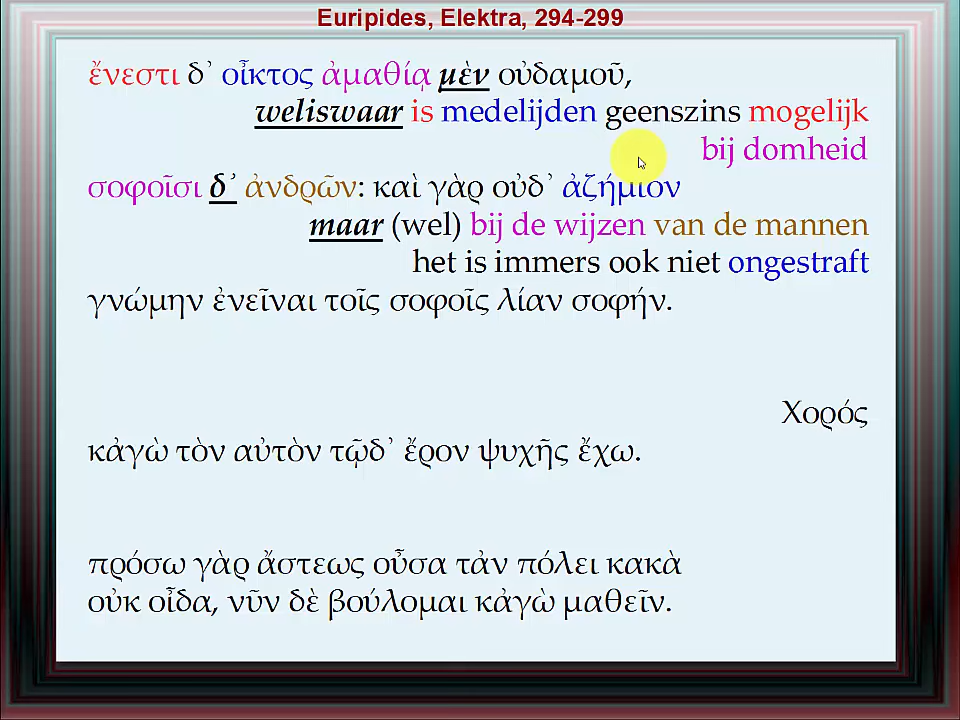 Euripides, Elektra, 294-299
ἔνεστι δ᾽ οἶκτος ἀμαθίᾳ μὲν οὐδαμοῦ,
weliswaar is medelijden geenszins mogelijk
bij domheid
σοφοῖσι δ᾽ ἀνδρῶν: καὶ γὰρ οὐδ᾽ ἀζήμιον
maar (wel) bij de wijzen van de mannen
het is immers ook niet ongestraft
γνώμην ἐνεῖναι τοῖς σοφοῖς λίαν σοφήν.
Χορός
κἀγὼ τὸν αὐτὸν τῷδ᾽ ἔρον ψυχῆς ἔχω.
πρόσω γὰρ ἄστεως οὖσα τἀν πόλει κακὰ
οὐκ οἶδα, νῦν δὲ βούλομαι κἀγὼ μαθεῖν.